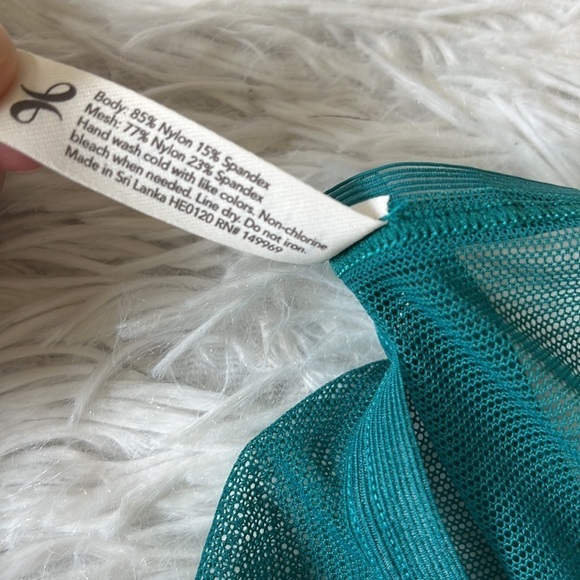 Body: 85% Nylon 15% Spandex
Mesh: 77% Nylon 23% Spandex
Hand wash cold with like colors. Non-chlorine
bleach when needed. Line dry. Do not iron.
Made in Sri Lanka HE0120 RN# 149969